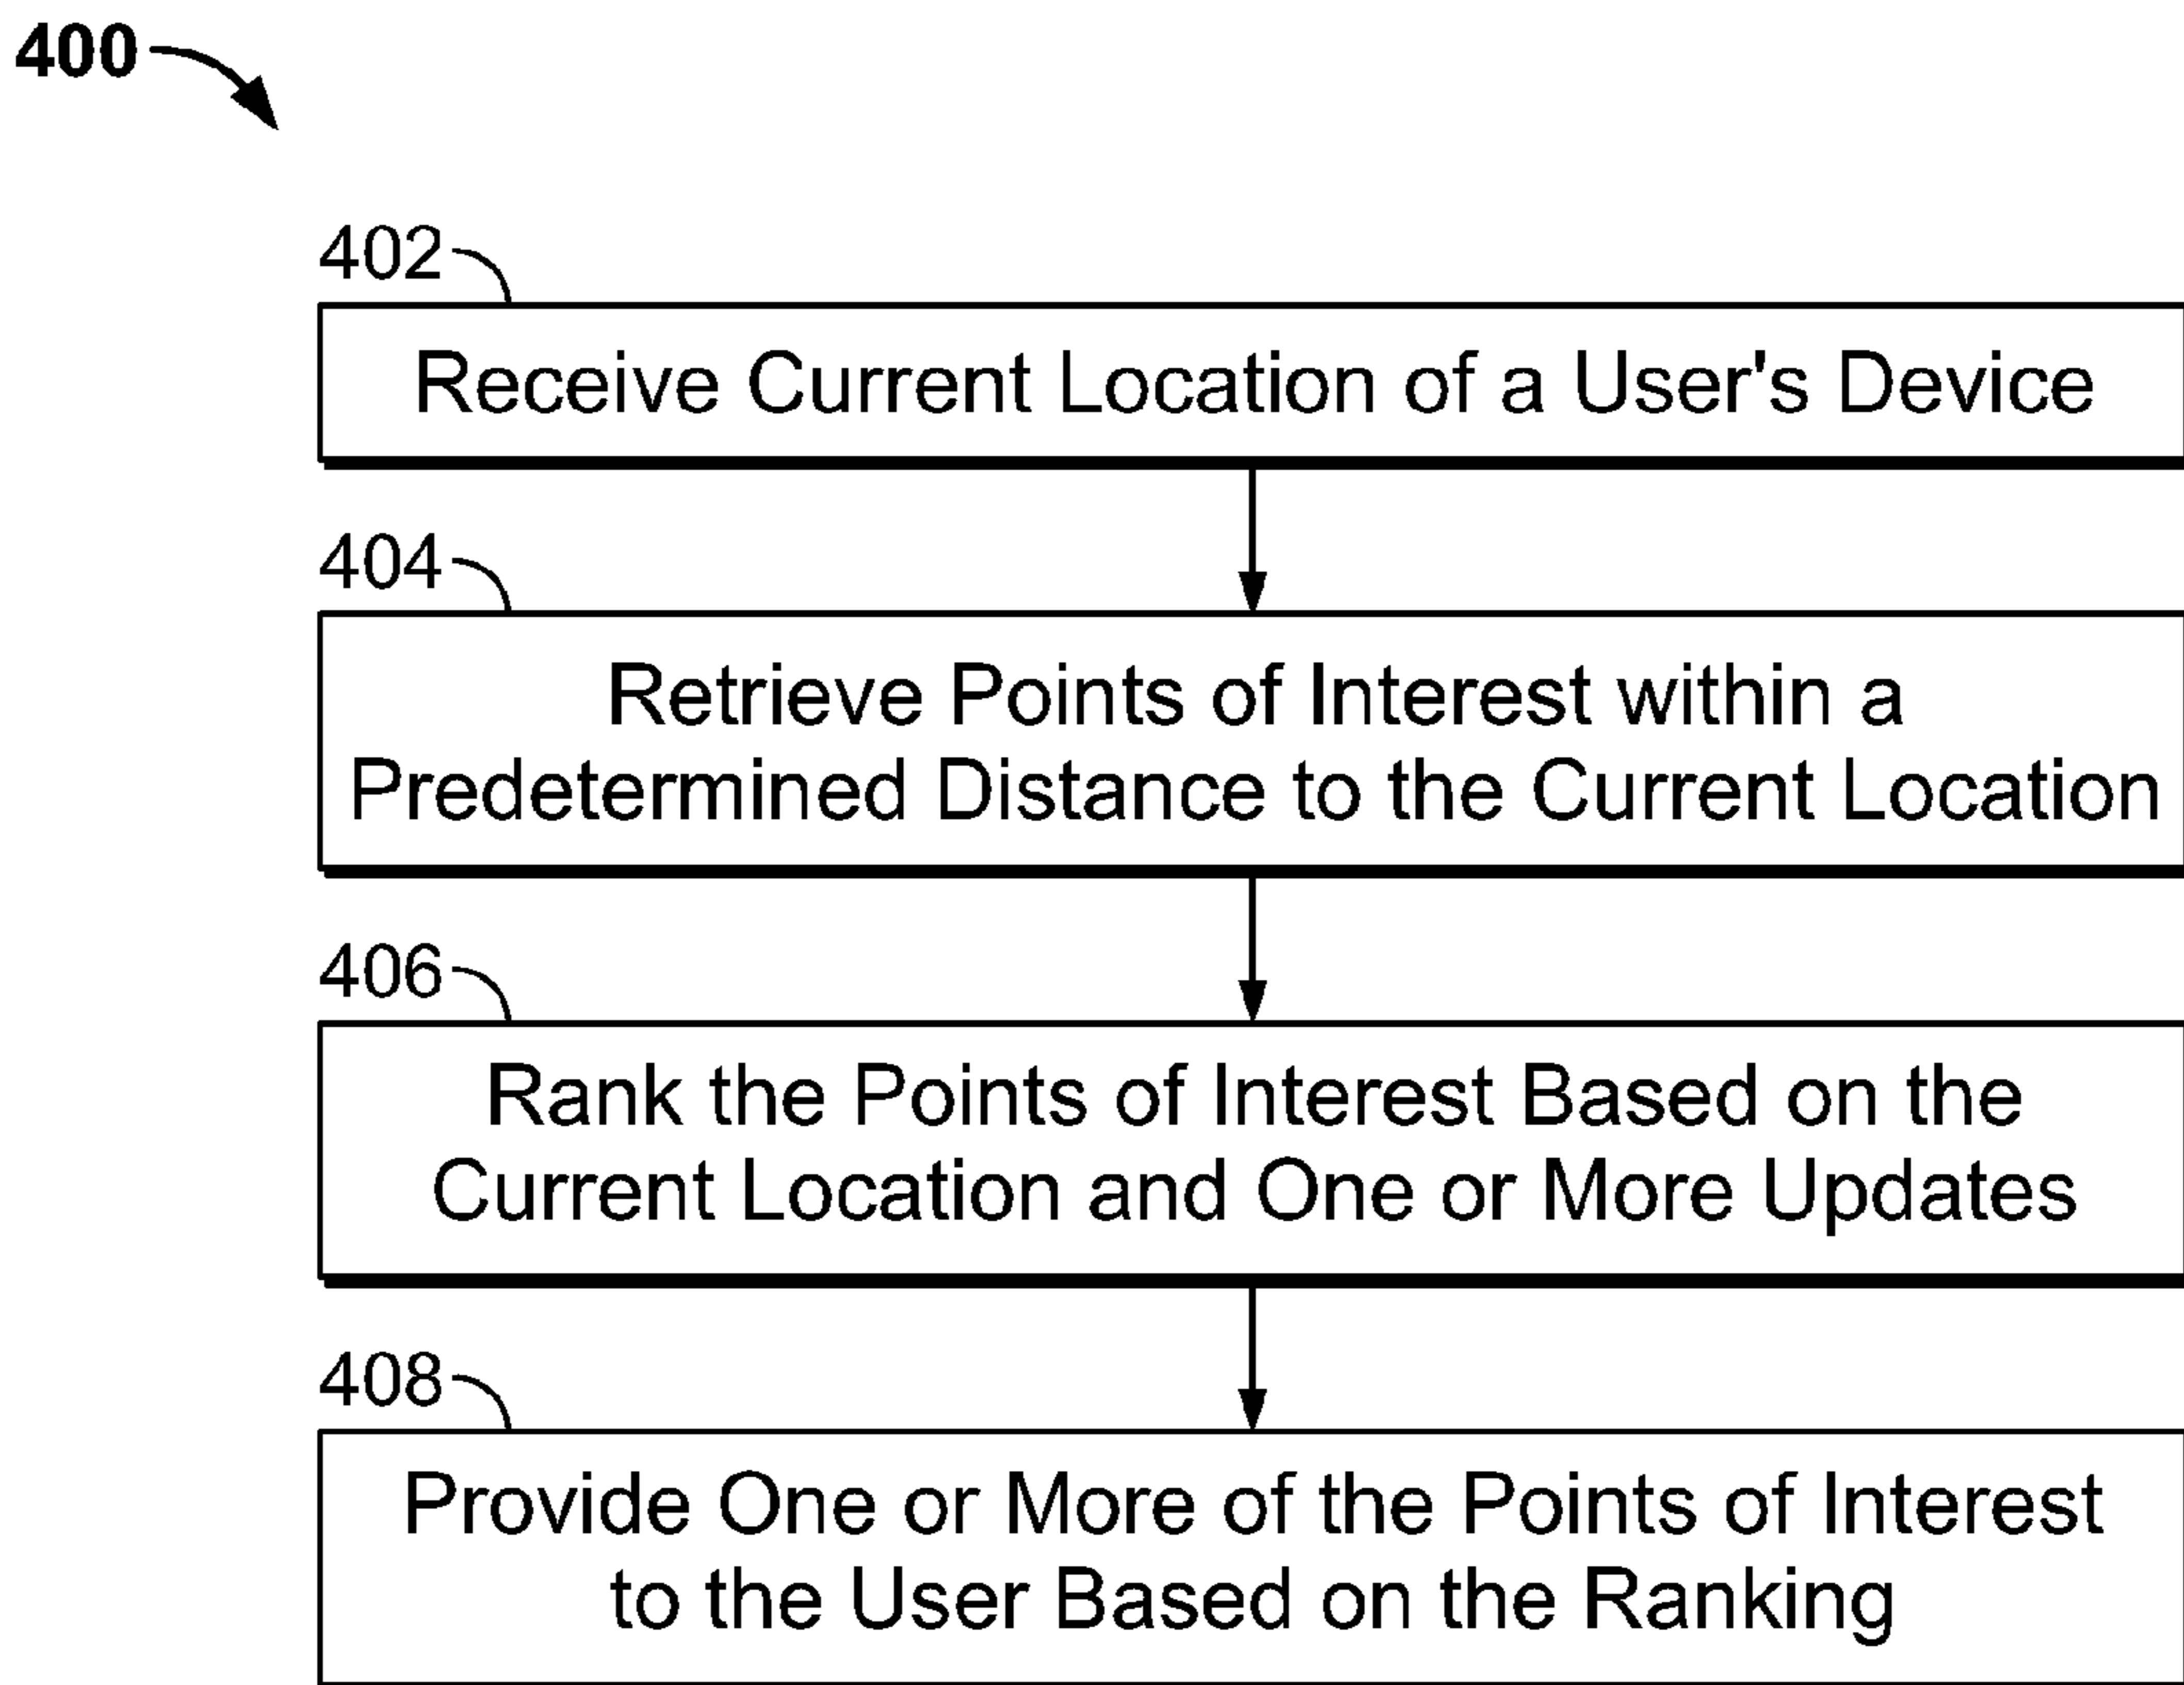 400
402
Receive Current Location of a User's Device
404
Retrieve Points of Interest within a
Predetermined Distance to the Current Location
406
Rank the Points of Interest Based on the
Current Location and One or More Updates
408
Provide One or More of the Points of Interest
to the User Based on the Ranking